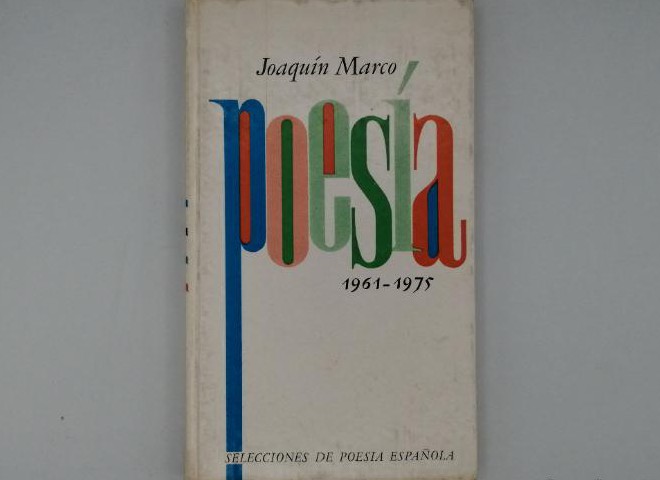 Joaquín Marco
poesía
1961-1975
SELECCIONES DE POESIA ESPAÑOLA